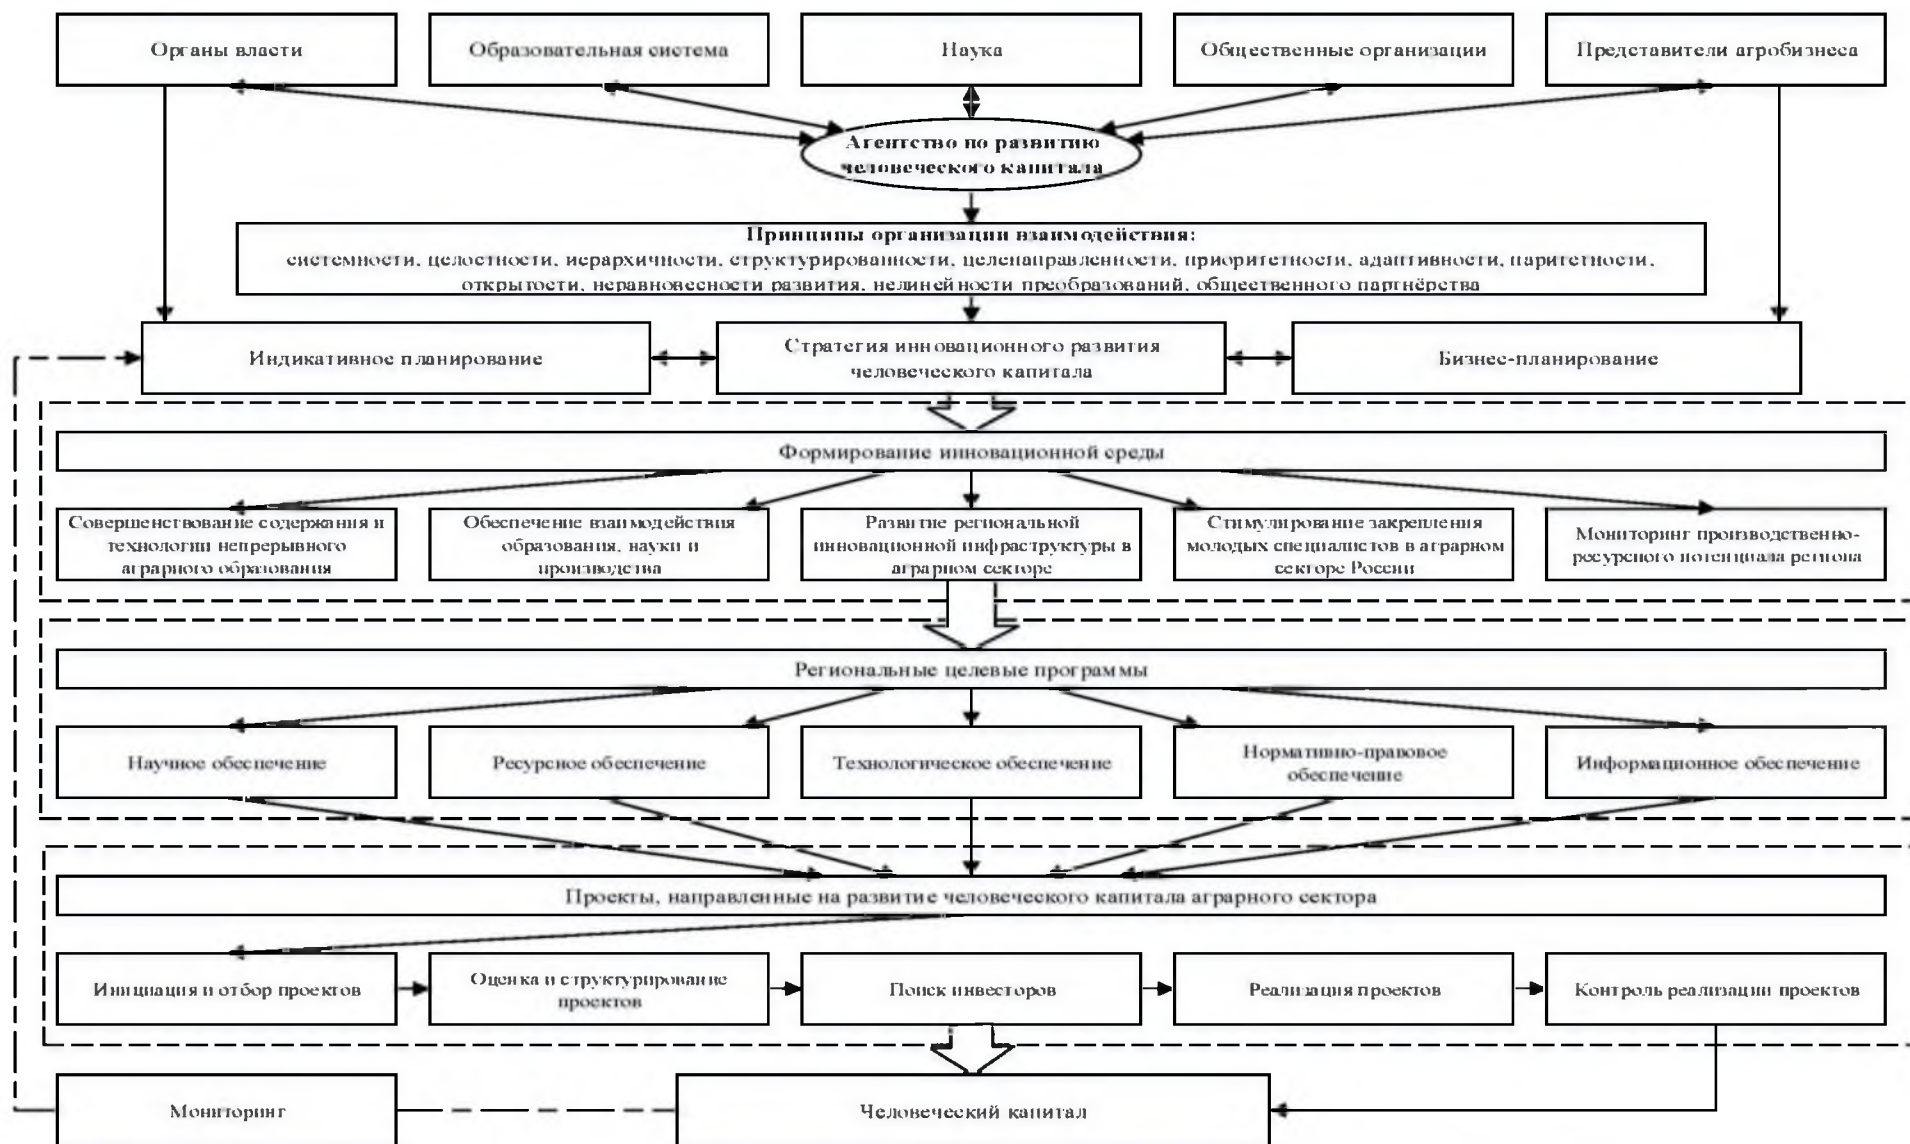 Органы власти
Образовательная система
Наука
Общественные организации
Представители агробизнеса
Агентство по развитию
человеческого капитала
Принципы организации взаимодействия:
системности, целостности, иерархичности, структурированности, целенаправленности, приоритетности, адаптивности, паритетности,
открытости, неравновесности развития, нелинейности преобразований, общественного партнёрства
Индикативное планирование
Стратегия инновационного развития
человеческого капитала
Бизнес-планирование
Формирование инновационной среды
Совершенствование содержания и
технологии непрерывного
аграрного образования
Обеспечение взаимодействия
образования, науки и
производства
Развитие региональной
инновационной инфраструктуры в
аграрном секторе
Стимулирование закрепления
молодых специалистов в аграрном
секторе России
Мониторинг производственно-
ресурсного потенциала региона
Региональные целевые программы
Научное обеспечение
Ресурсное обеспечение
Технологическое обеспечение
Нормативно-правовое
обеспечение
Информационное обеспечение
Проекты, направленные на развитие человеческого капитала аграрного сектора
Инициация и отбор проектов
Оценка и структурирование
проектов
Поиск инвесторов
Реализация проектов
Контроль реализации проектов
Мониторинг
Человеческий капитал